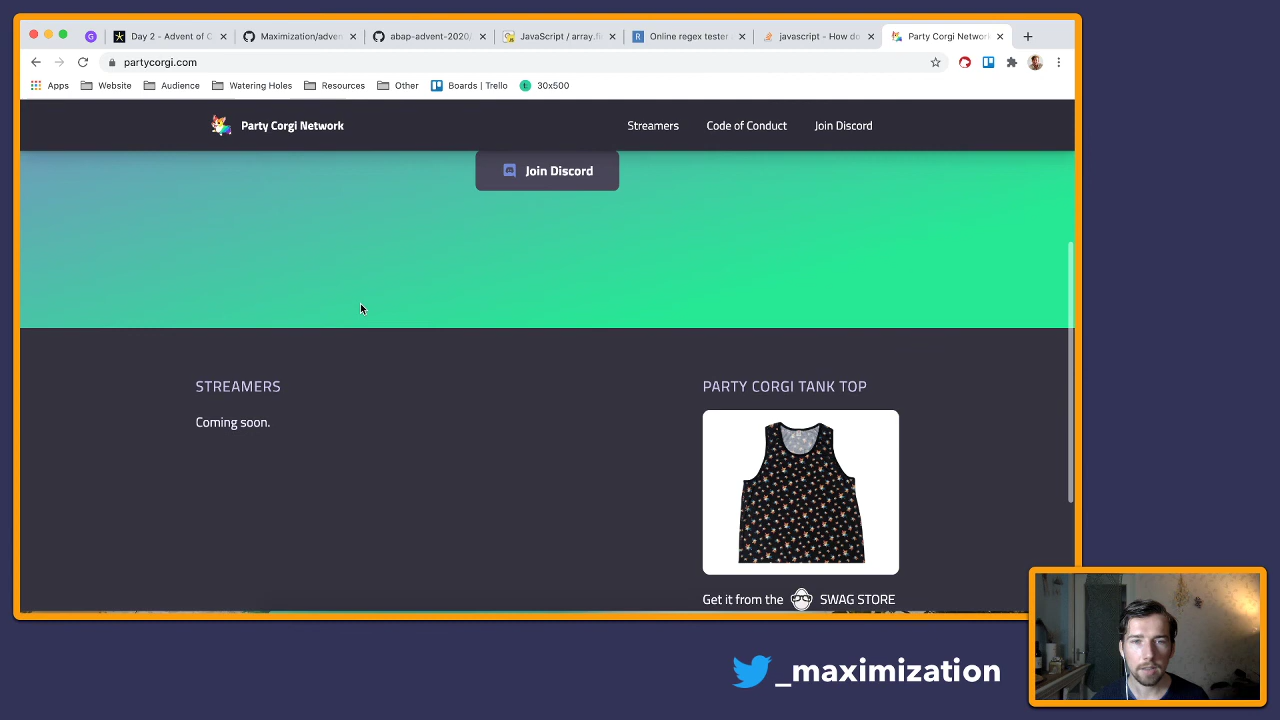 Day 2 - Advent of C
Maximization/adven
abap-advent-2020/
JavaScript / array.fi
Online regex tester
javascript - How do
Party Corgi Network
partycorgi.com
Apps
Website
Audience
Watering Holes
Resources
Other
Boards | Trello
30x500
Party Corgi Network
Streamers
Code of Conduct
Join Discord
Join Discord
STREAMERS
Coming soon.
PARTY CORGI TANK TOP
Get it from the SWAG STORE
_maximization